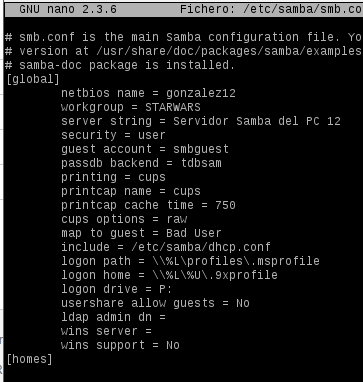 GNU nano 2.3.6 Fichero: /etc/samba/smb.co
# smb.conf is the main Samba configuration file. Yo
# version at /usr/share/doc/packages/samba/examples
# samba-doc package is installed.
[global]
netbios name = gonzalez12
workgroup = STARWARS
server string = Servidor Samba del PC 12
security = user
guest account = smbguest
passdb backend = tdbsam
printing = cups
printcap name = cups
printcap cache time = 750
cups options = raw
map to guest = Bad User
include = /etc/samba/dhcp.conf
logon path = \\%L\profiles\.msprofile
logon home = \\%L\%U\.9xprofile
logon drive = P:
usershare allow guests = No
ldap admin dn =
wins server =
wins support = No
[homes]